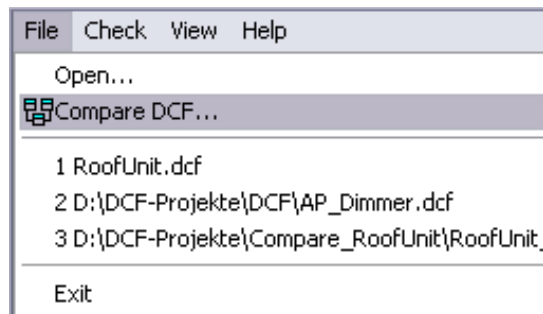 File Check View Help
Open...
Compare DCF...
1 RoofUnit.dcf
2 D:\DCF-Projekte\DCF\AP_Dimmer.dcf
3 D:\DCF-Projekte\Compare_RoofUnit\RoofUnit_
Exit